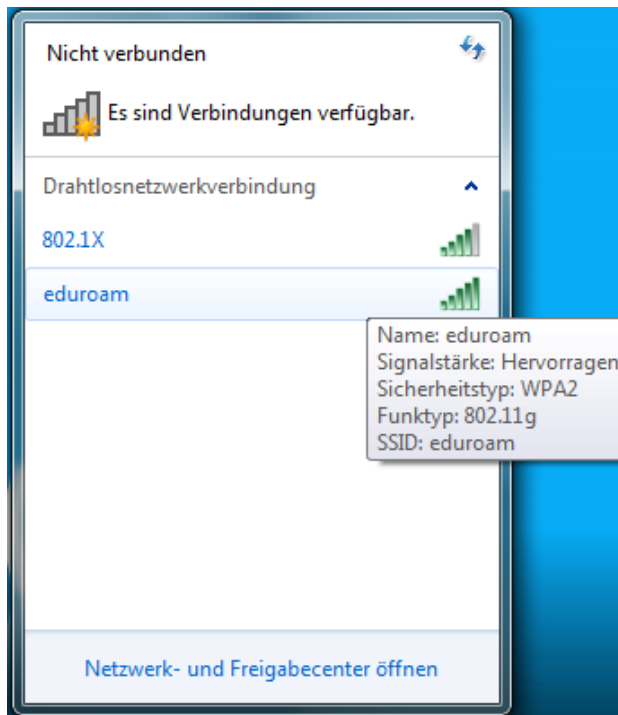 Nicht verbunden
Es sind Verbindungen verfügbar.
Drahtlosnetzwerkverbindung
802.1X
eduroam
Name: eduroam
Signalstärke: Hervorragen
Sicherheitstyp: WPA2
Funktyp: 802.11g
SSID: eduroam
Netzwerk- und Freigabecenter öffnen